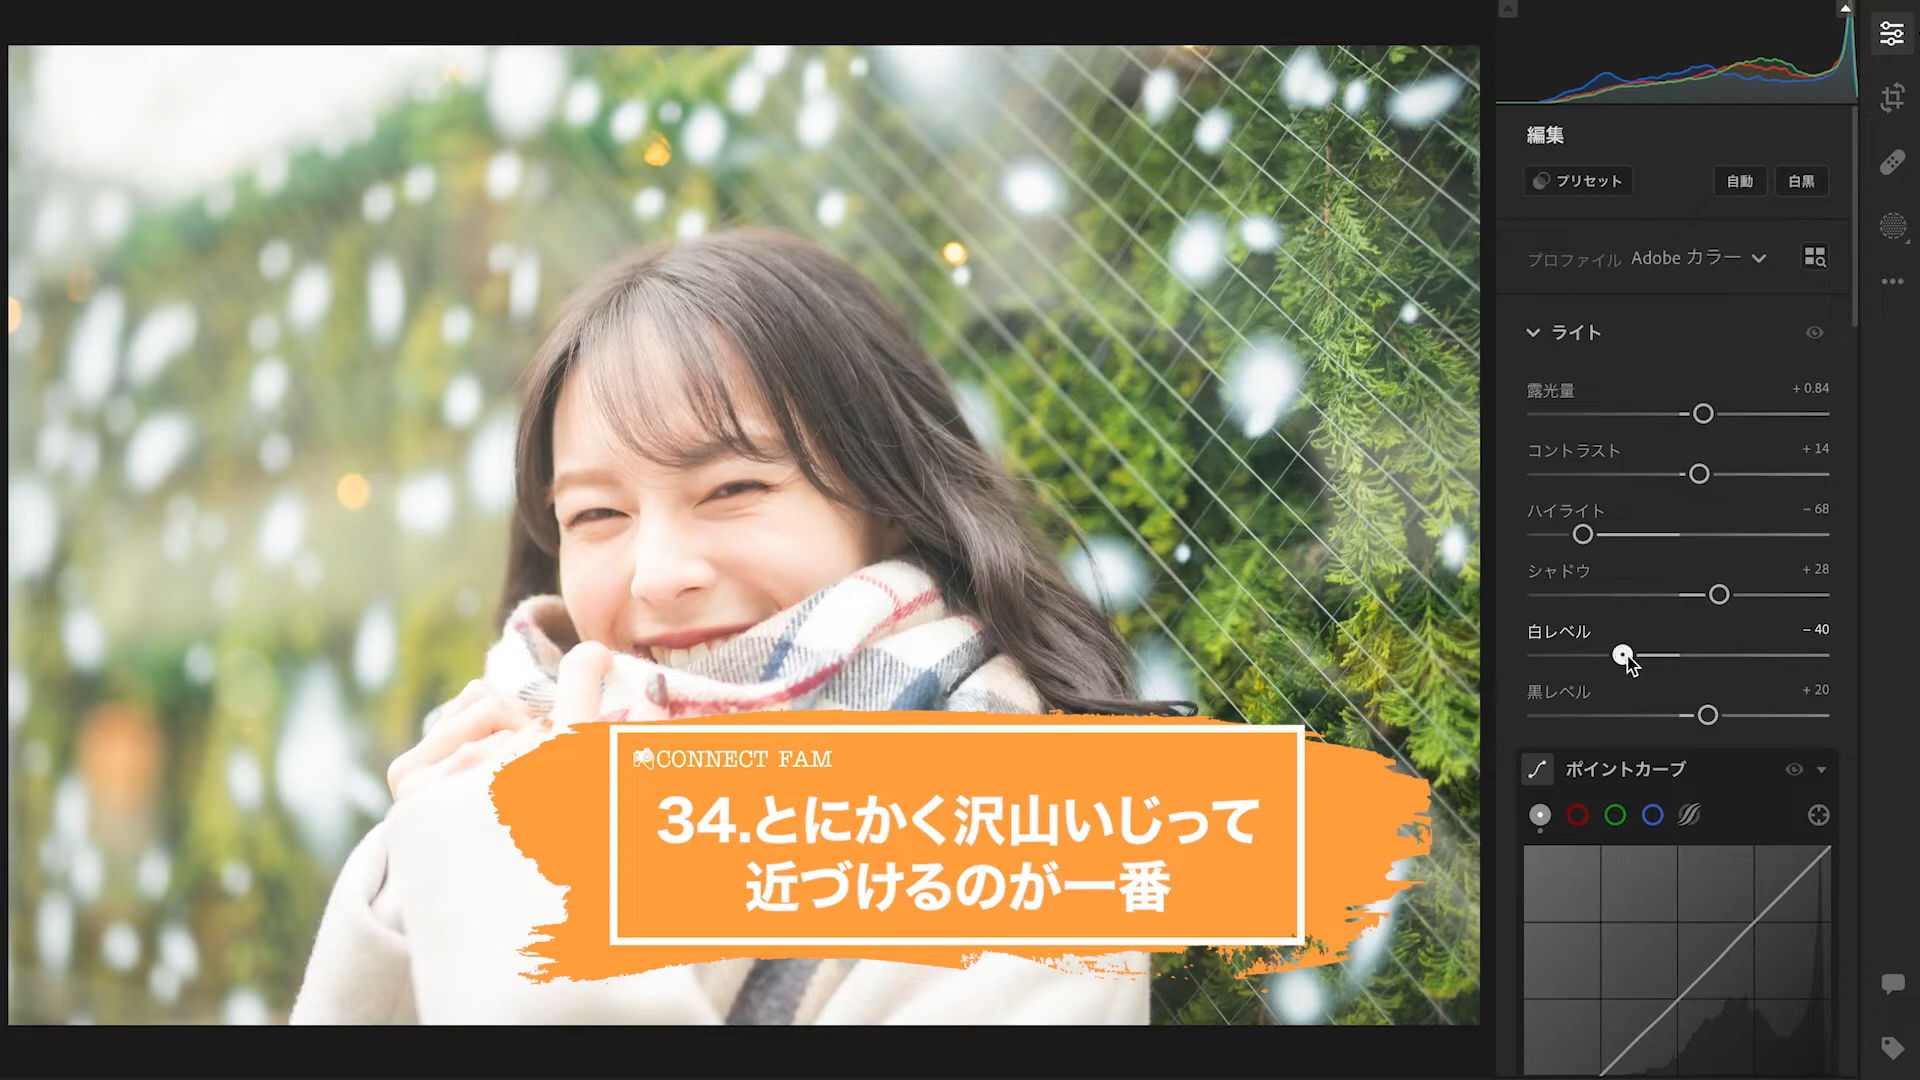 編集
プリセット
自動
白黒
プロファイル Adobe カラー
ライト
露光量 + 0.84
コントラスト + 14
ハイライト − 68
シャドウ + 28
白レベル − 40
黒レベル + 20
ポイントカーブ
CONNECT FAM
34.とにかく沢山いじって
近づけるのが一番